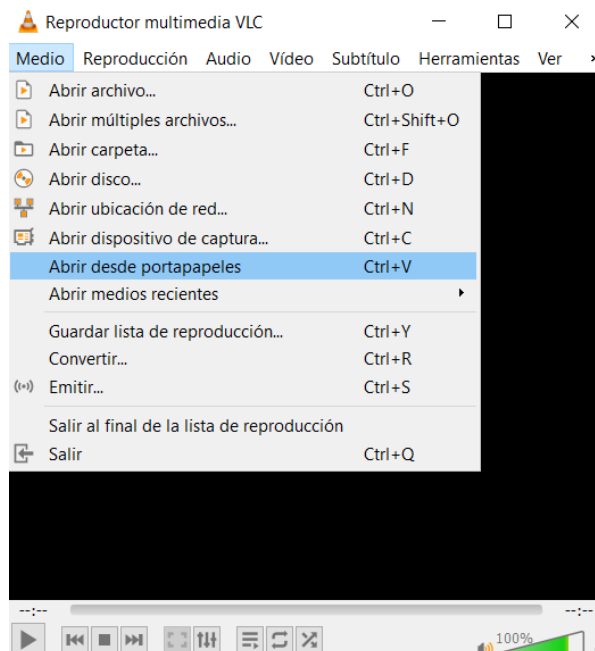 Reproductor multimedia VLC
Medio Reproducción Audio Vídeo Subtítulo Herramientas Ver
Abrir archivo... Ctrl+O
Abrir múltiples archivos... Ctrl+Shift+O
Abrir carpeta... Ctrl+F
Abrir disco... Ctrl+D
Abrir ubicación de red... Ctrl+N
Abrir dispositivo de captura... Ctrl+C
Abrir desde portapapeles Ctrl+V
Abrir medios recientes
Guardar lista de reproducción... Ctrl+Y
Convertir... Ctrl+R
Emitir... Ctrl+S
Salir al final de la lista de reproducción
Salir Ctrl+Q
--:-- --:--
100%